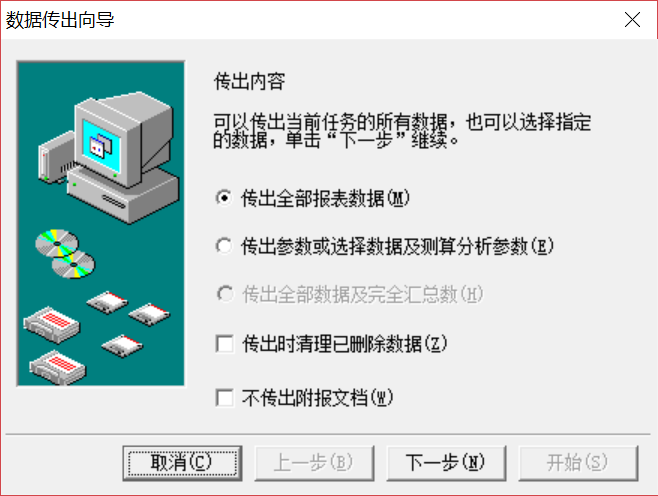 数据传出向导
传出内容
可以传出当前任务的所有数据，也可以选择指定
的数据，单击“下一步”继续。
传出全部报表数据(M)
传出参数或选择数据及测算分析参数(E)
传出全部数据及完全汇总数(H)
传出时清理已删除数据(Z)
不传出附报文档(W)
取消(C) 上一步(B) 下一步(N) 开始(S)